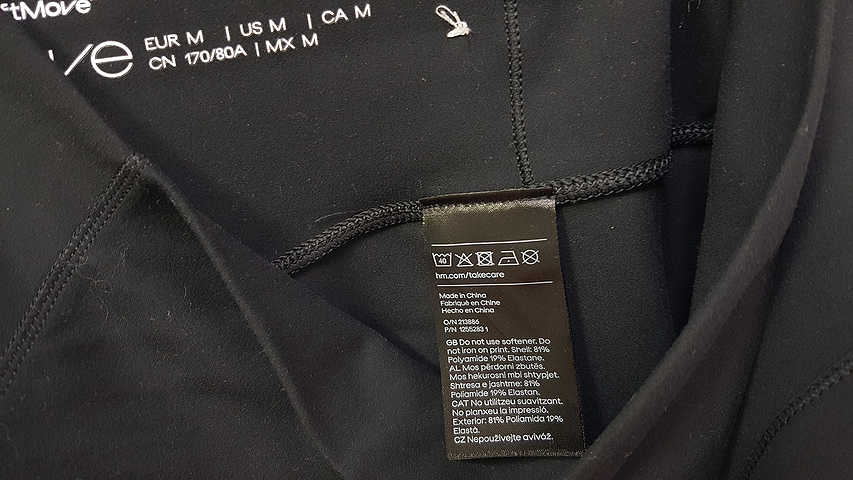 tMove
EUR M | US M | CA M
CN 170/80A | MX M
40
hm.com/takecare
Made in China
Fabriqué en Chine
Hecho en China
O/N 213886
P/N 1255283 1
GB Do not use softener. Do
not iron on print. Shell: 81%
Polyamide 19% Elastane.
AL Mos përdorni zbutës.
Mos hekurosni mbi shtypjet.
Shtresa e jashtme: 81%
Poliamide 19% Elastan.
CAT No utilitzeu suavitzant.
No planxeu la impressió.
Exterior: 81% Poliamida 19%
Elastà.
CZ Nepoužívejte aviváž.